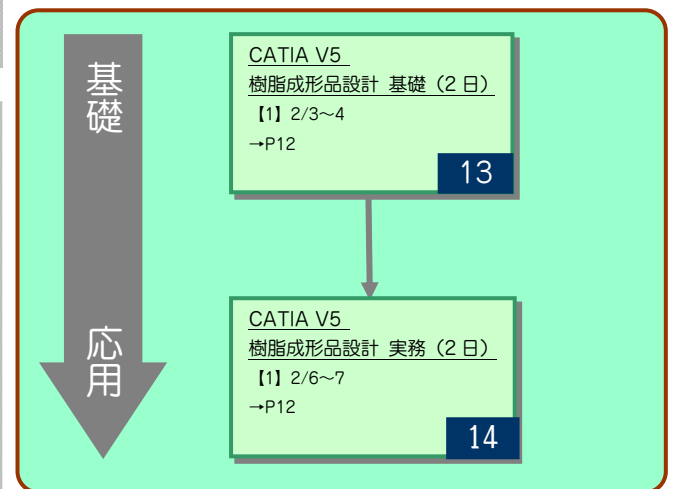 基礎
応用
CATIA V5
樹脂成形品設計 基礎（2 日）
【1】2/3～4
→P12
13
CATIA V5
樹脂成形品設計 実務（2 日）
【1】2/6～7
→P12
14